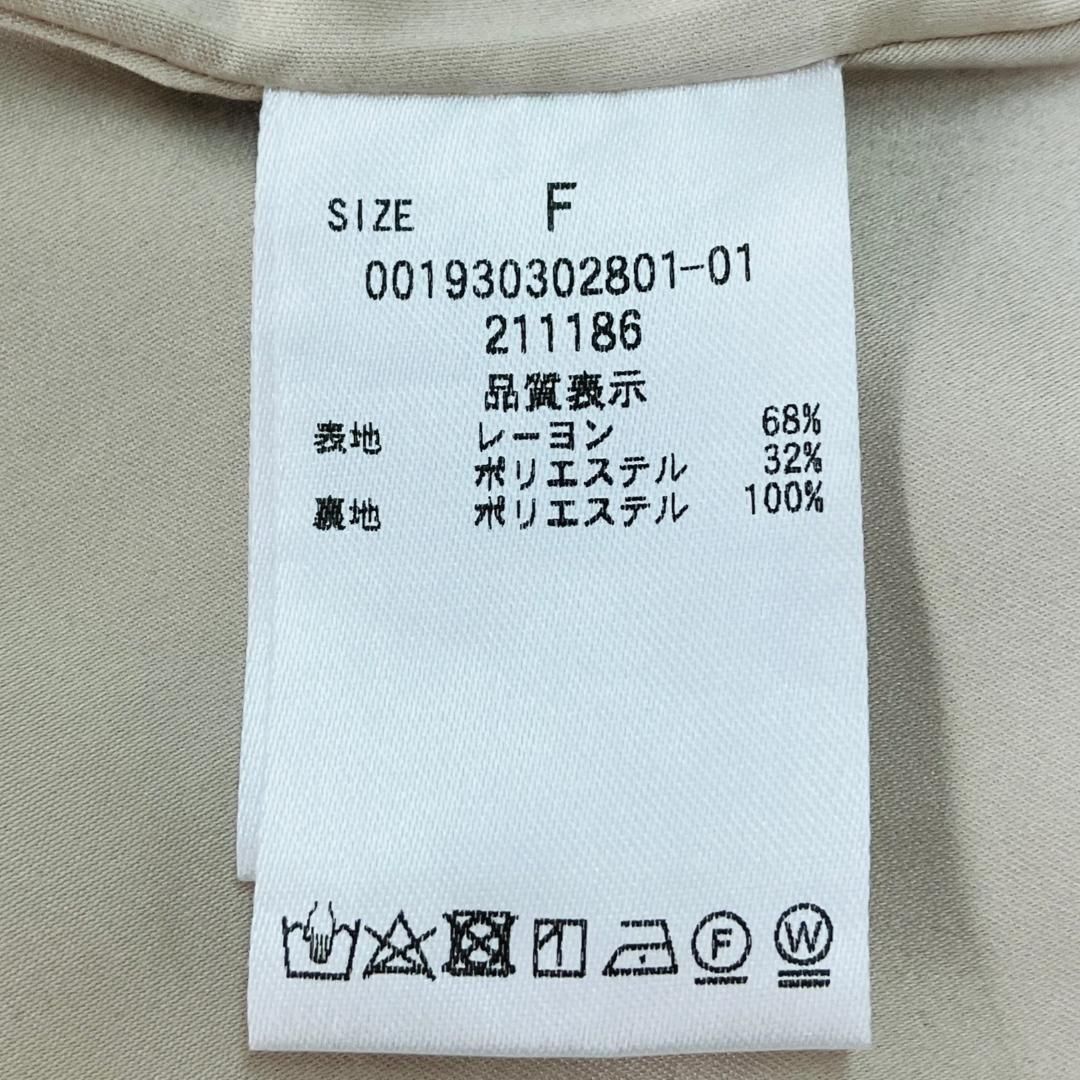 SIZE F
001930302801-01
211186
品質表示
表地 レーヨン 68%
ポリエステル 32%
裏地 ポリエステル 100%
F W